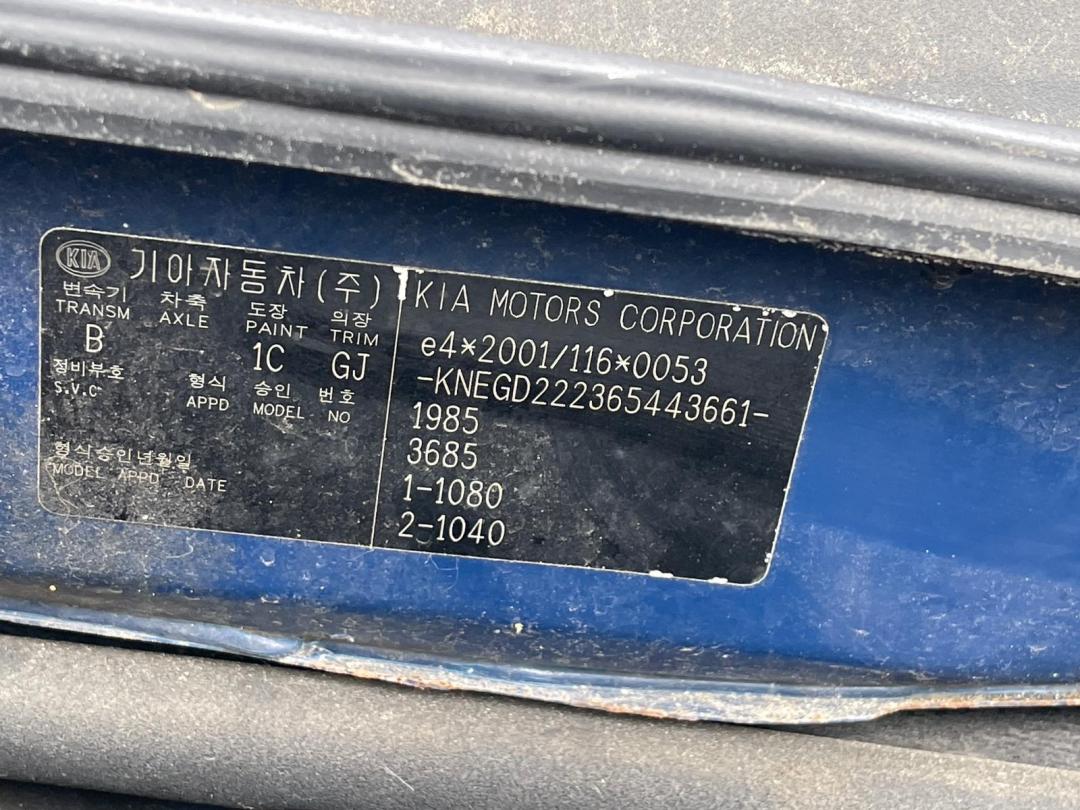 KIA 기아자동차(주) KIA MOTORS CORPORATION
변속기 차축 도장 의장
TRANSM AXLE PAINT TRIM
B 1C GJ
정비부호 형식 승인 번호
S.V.C APPD MODEL NO
형식승인년월일
MODEL APPD DATE
e4*2001/116*0053
-KNEGD222365443661-
1985
3685
1-1080
2-1040